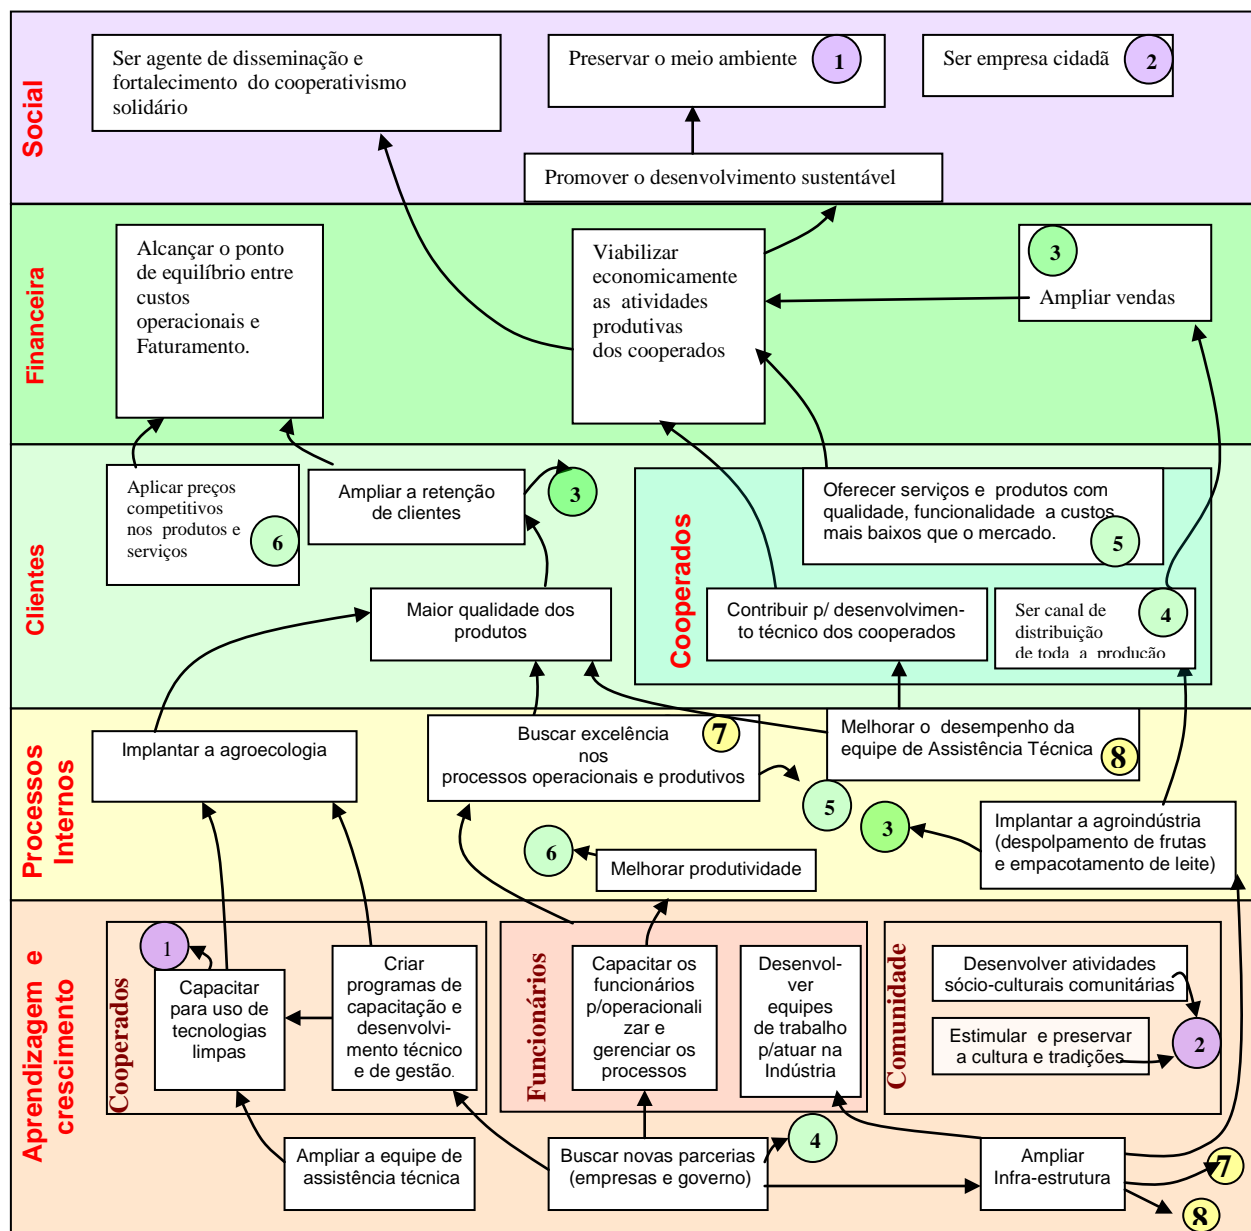 Social
Ser agente de disseminação e
fortalecimento do cooperativismo
solidário
Preservar o meio ambiente
1
Ser empresa cidadã
2
Promover o desenvolvimento sustentável
Financeira
Alcançar o ponto
de equilíbrio entre
custos
operacionais e
Faturamento.
Viabilizar
economicamente
as atividades
produtivas
dos cooperados
3
Ampliar vendas
Clientes
Aplicar preços
competitivos
nos produtos e
serviços
6
Ampliar a retenção
de clientes
3
Maior qualidade dos
produtos
Cooperados
Oferecer serviços e produtos com
qualidade, funcionalidade a custos
mais baixos que o mercado.
5
Contribuir p/ desenvolvimen-
to técnico dos cooperados
Ser canal de
distribuição
de toda a produção
4
Processos
Internos
Implantar a agroecologia
Buscar excelência
nos
processos operacionais e produtivos
7
5
Melhorar o desempenho da
equipe de Assistência Técnica
8
6
Melhorar produtividade
3
Implantar a agroindústria
(despolpamento de frutas
e empacotamento de leite)
Aprendizagem e
crescimento
Cooperados
1
Capacitar
para uso de
tecnologias
limpas
Criar
programas de
capacitação e
desenvolvi-
mento técnico
e de gestão.
Funcionários
Capacitar os
funcionários
p/operacionali
zar e
gerenciar os
processos
Desenvol-
ver
equipes
de trabalho
p/atuar na
Indústria
Comunidade
Desenvolver atividades
sócio-culturais comunitárias
Estimular e preservar
a cultura e tradições
2
Ampliar a equipe de
assistência técnica
Buscar novas parcerias
(empresas e governo)
4
Ampliar
Infra-estrutura
7
8